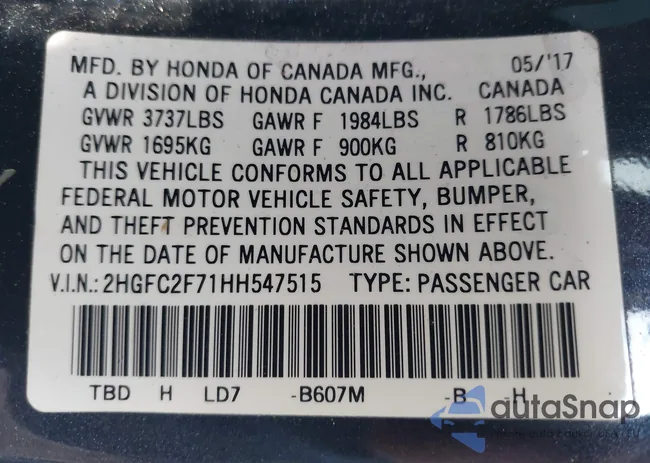 MFD. BY HONDA OF CANADA MFG., 05/'17
A DIVISION OF HONDA CANADA INC. CANADA
GVWR 3737LBS GAWR F 1984LBS R 1786LBS
GVWR 1695KG GAWR F 900KG R 810KG
THIS VEHICLE CONFORMS TO ALL APPLICABLE
FEDERAL MOTOR VEHICLE SAFETY, BUMPER,
AND THEFT PREVENTION STANDARDS IN EFFECT
ON THE DATE OF MANUFACTURE SHOWN ABOVE.
V.I.N.: 2HGFC2F71HH547515 TYPE: PASSENGER CAR
TBD H LD7 -B607M -B H
autaSnap